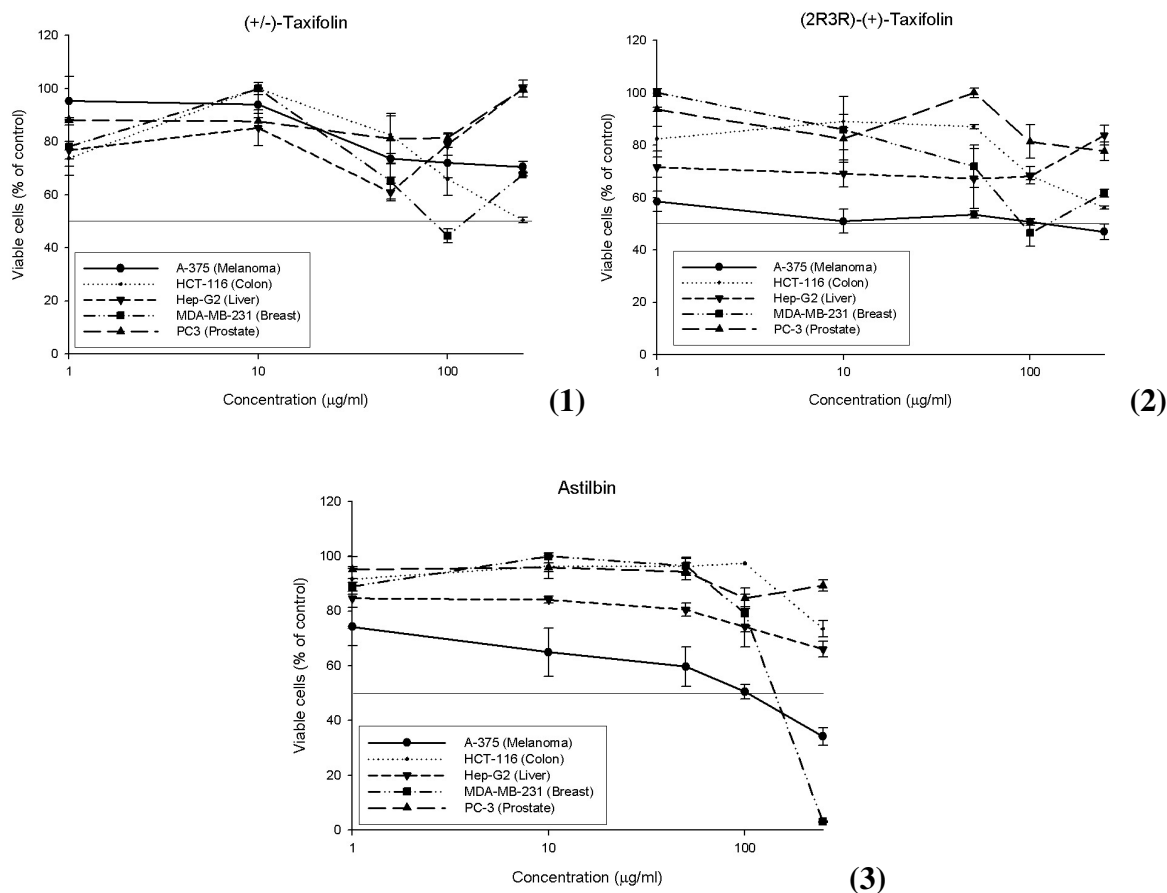 (+/-)-Taxifolin
120
100
80
60
40
20
0
Viable cells (% of control)
A-375 (Melanoma)
HCT-116 (Colon)
Hep-G2 (Liver)
MDA-MB-231 (Breast)
PC3 (Prostate)
1 10 100
Concentration (μg/ml)
(1)
(2R3R)-(+)-Taxifolin
120
100
80
60
40
20
0
Viable cells (% of control)
A-375 (Melanoma)
HCT-116 (Colon)
Hep-G2 (Liver)
MDA-MB-231 (Breast)
PC-3 (Prostate)
1 10 100
Concentration (μg/ml)
(2)
Astilbin
120
100
80
60
40
20
0
Viable cells (% of control)
A-375 (Melanoma)
HCT-116 (Colon)
Hep-G2 (Liver)
MDA-MB-231 (Breast)
PC-3 (Prostate)
1 10 100
Concentration (μg/ml)
(3)